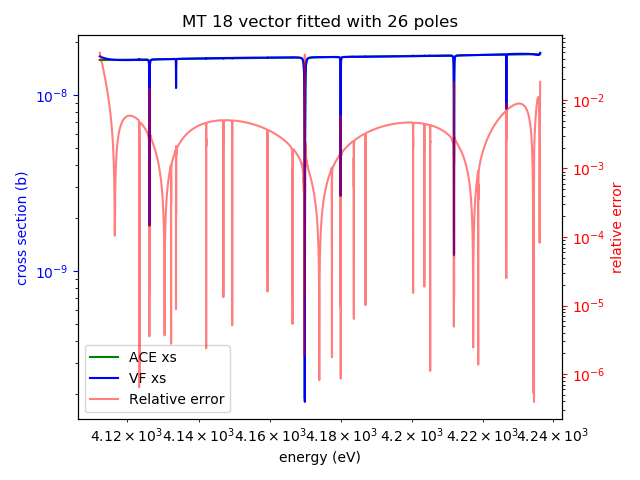 MT 18 vector fitted with 26 poles
10⁻⁸
10⁻⁹
cross section (b)
10⁻²
10⁻³
10⁻⁴
10⁻⁵
10⁻⁶
relative error
ACE xs
VF xs
Relative error
4.12 × 10³ 4.14 × 10³ 4.16 × 10³ 4.18 × 10³ 4.2 × 10³ 4.22 × 10³ 4.24 × 10³
energy (eV)